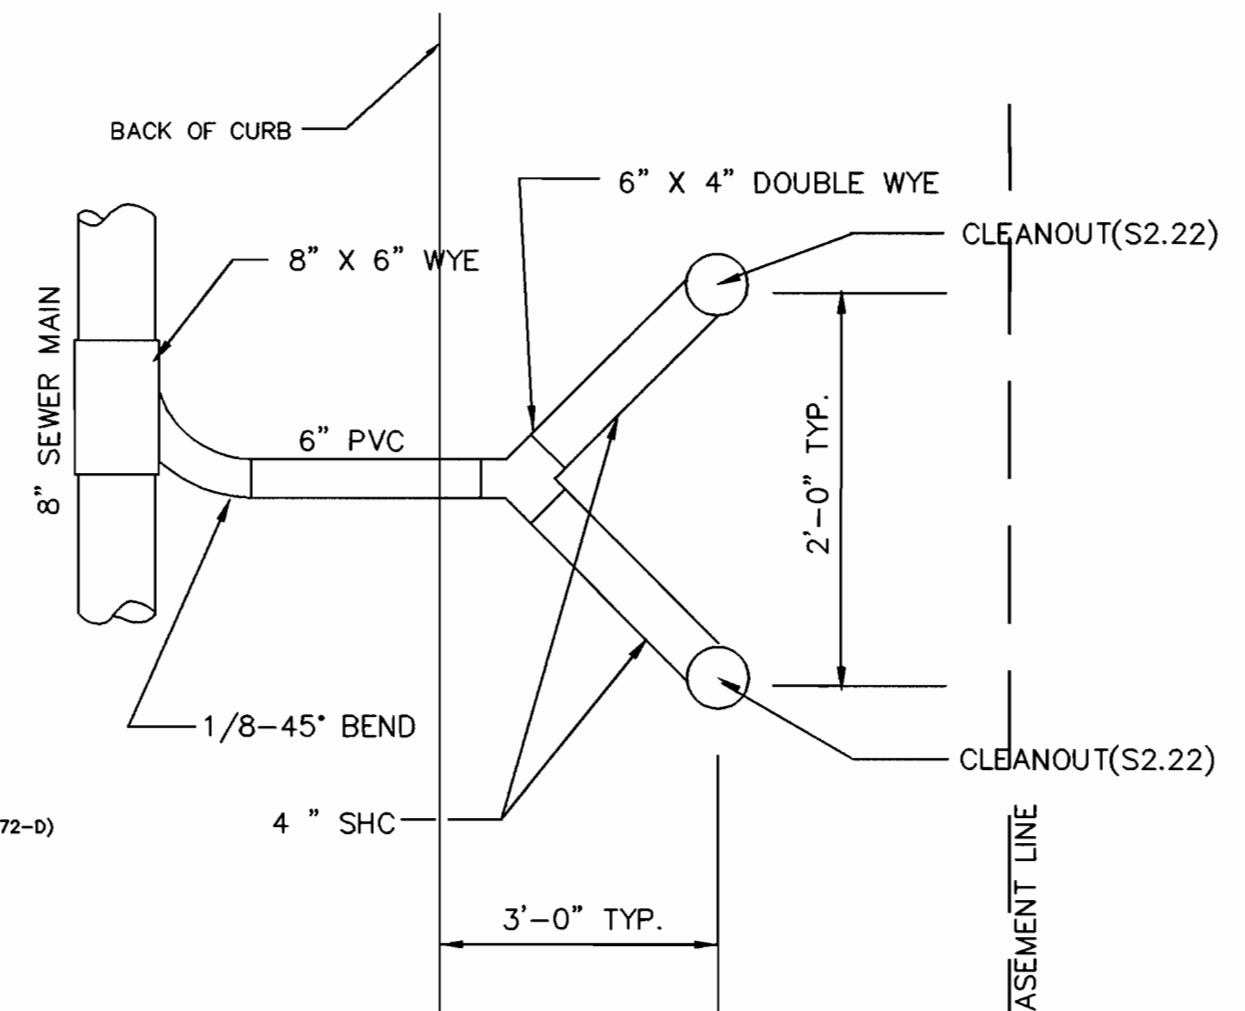 BACK OF CURB
6” X 4” DOUBLE WYE
CLEANOUT(S2.22)
8” X 6” WYE
8” SEWER MAIN
6” PVC
2’–0” TYP.
1/8–45° BEND
CLEANOUT(S2.22)
4 ” SHC
72–D)
3’–0” TYP.
ASEMENT LINE